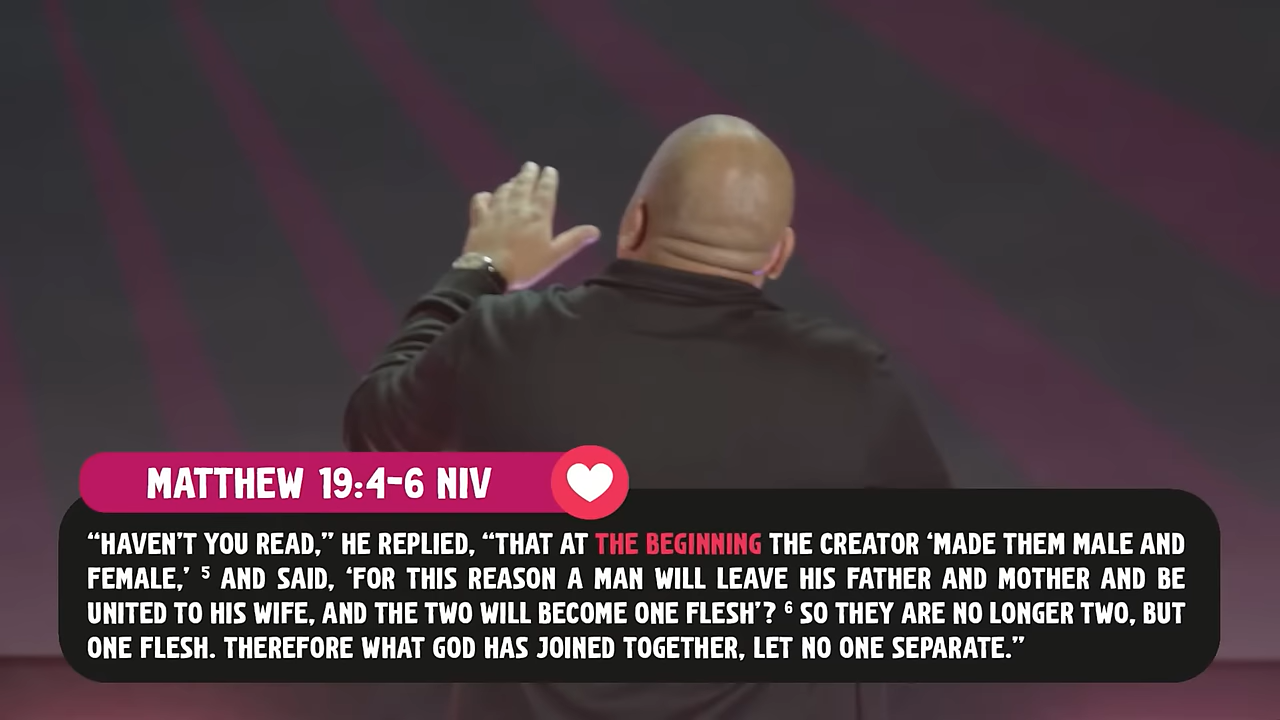 MATTHEW 19:4-6 NIV
“HAVEN’T YOU READ,” HE REPLIED, “THAT AT THE BEGINNING THE CREATOR ‘MADE THEM MALE AND
FEMALE,’ ⁵ AND SAID, ‘FOR THIS REASON A MAN WILL LEAVE HIS FATHER AND MOTHER AND BE
UNITED TO HIS WIFE, AND THE TWO WILL BECOME ONE FLESH’? ⁶ SO THEY ARE NO LONGER TWO, BUT
ONE FLESH. THEREFORE WHAT GOD HAS JOINED TOGETHER, LET NO ONE SEPARATE.”